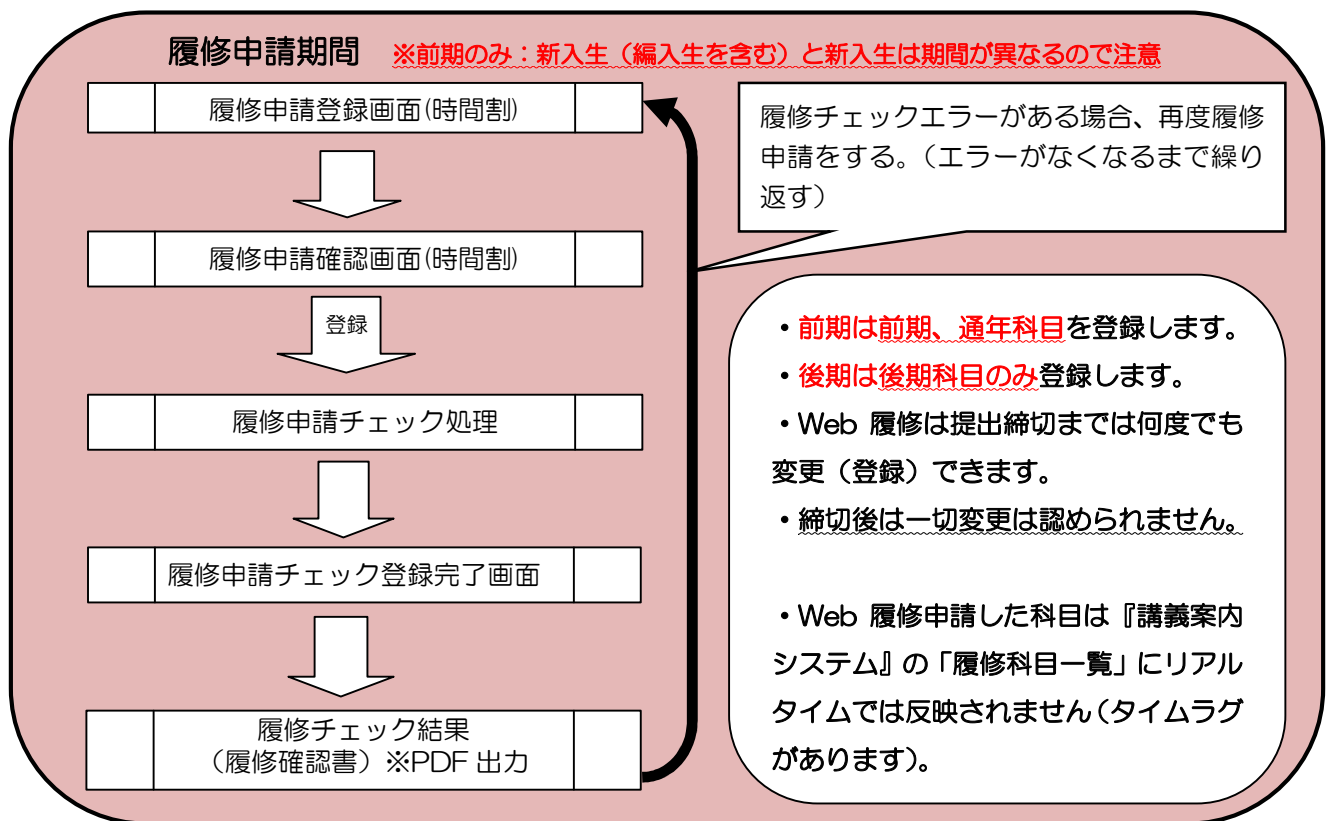 履修申請期間 ※前期のみ：新入生（編入生を含む）と新入生は期間が異なるので注意
履修申請登録画面(時間割)
履修申請確認画面(時間割)
登録
履修申請チェック処理
履修申請チェック登録完了画面
履修チェック結果
（履修確認書）※PDF 出力
履修チェックエラーがある場合、再度履修
申請をする。（エラーがなくなるまで繰り
返す）
・前期は前期、通年科目を登録します。
・後期は後期科目のみ登録します。
・Web 履修は提出締切までは何度でも
変更（登録）できます。
・締切後は一切変更は認められません。
・Web 履修申請した科目は『講義案内
システム』の「履修科目一覧」にリアル
タイムでは反映されません（タイムラグ
があります）。